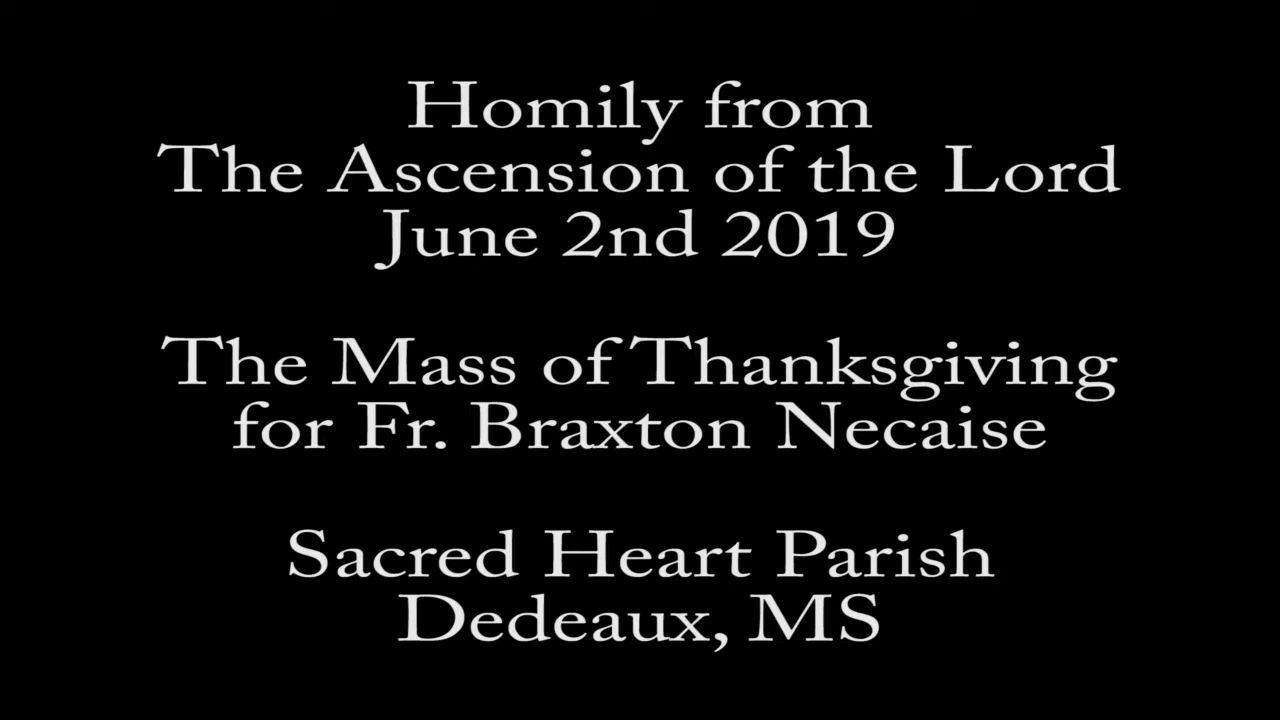 Homily from
The Ascension of the Lord
June 2nd 2019
The Mass of Thanksgiving
for Fr. Braxton Necaise
Sacred Heart Parish
Dedeaux, MS